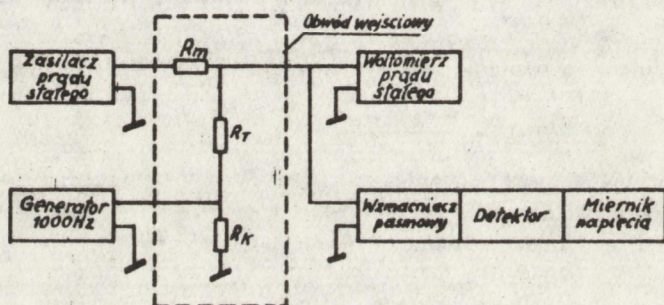 Obwód wejściowy
Zasilacz
prądu
stałego
Rm
Woltomierz
prądu
stałego
RT
Generator
1000Hz
RK
Wzmacniacz
pasmowy
Detektor
Miernik
napięcia